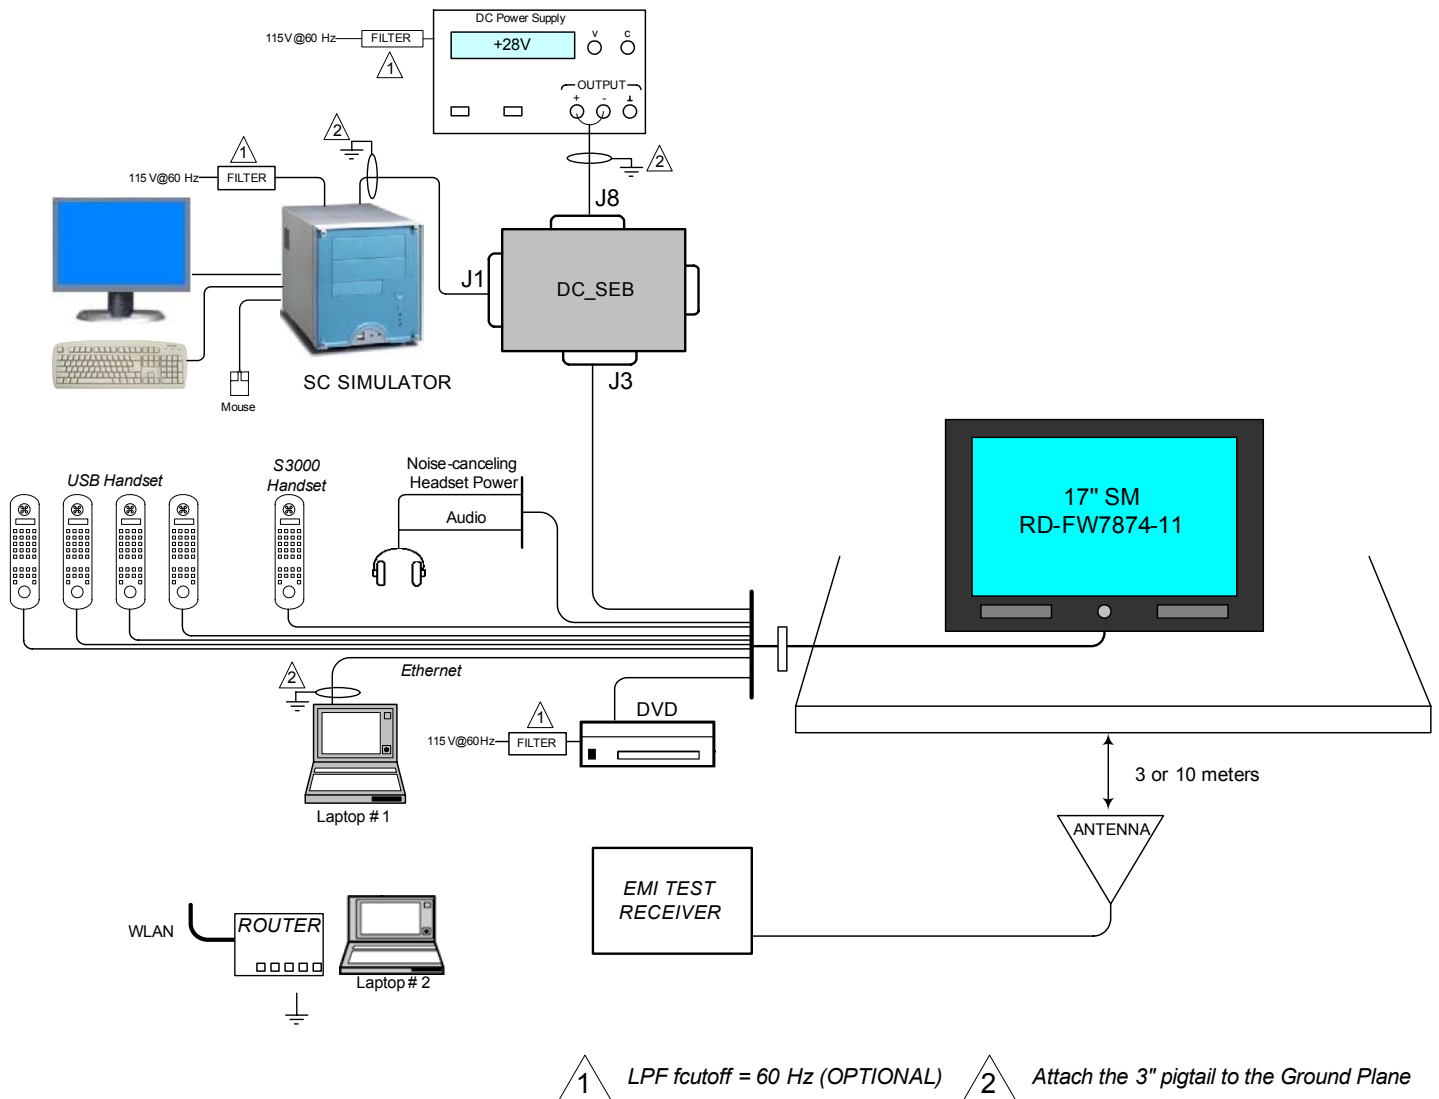 DC Power Supply
115V@60 Hz
FILTER
+28V
V
C
1
OUTPUT
+
-
2
1
2
115 V@60 Hz
FILTER
J8
J1
DC_SEB
SC SIMULATOR
J3
Mouse
USB Handset
S3000
Handset
Noise-canceling
Headset Power
Audio
17" SM
RD-FW7874-11
Ethernet
2
1
DVD
115 V@60Hz
FILTER
Laptop # 1
3 or 10 meters
ANTENNA
EMI TEST
RECEIVER
WLAN
ROUTER
Laptop # 2
1 LPF fcutoff = 60 Hz (OPTIONAL)
2 Attach the 3" pigtail to the Ground Plane